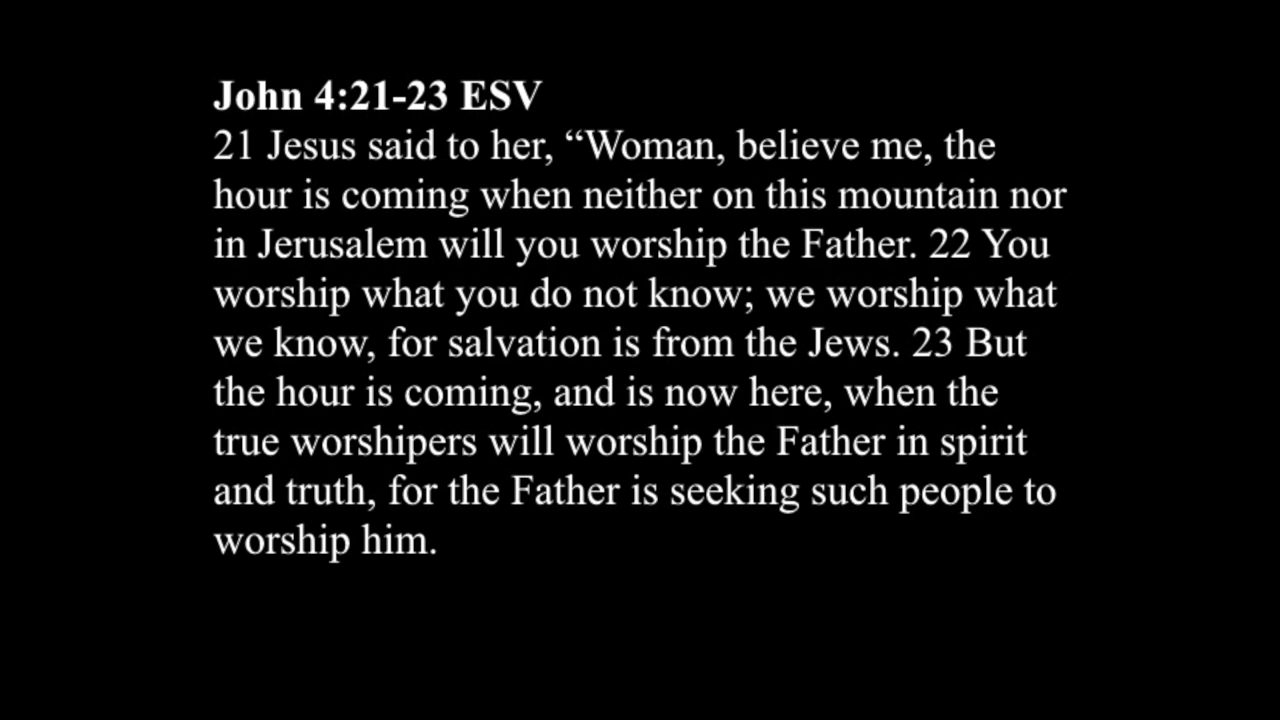 John 4:21-23 ESV
21 Jesus said to her, “Woman, believe me, the
hour is coming when neither on this mountain nor
in Jerusalem will you worship the Father. 22 You
worship what you do not know; we worship what
we know, for salvation is from the Jews. 23 But
the hour is coming, and is now here, when the
true worshipers will worship the Father in spirit
and truth, for the Father is seeking such people to
worship him.